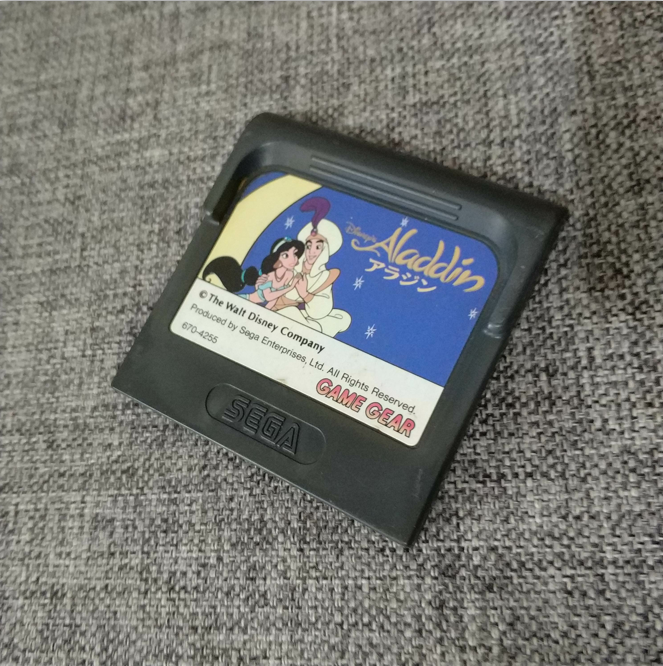 Disney's
Aladdin
アラジン
© The Walt Disney Company
Produced by Sega Enterprises, Ltd. All Rights Reserved.
670-4255
GAME GEAR
SEGA